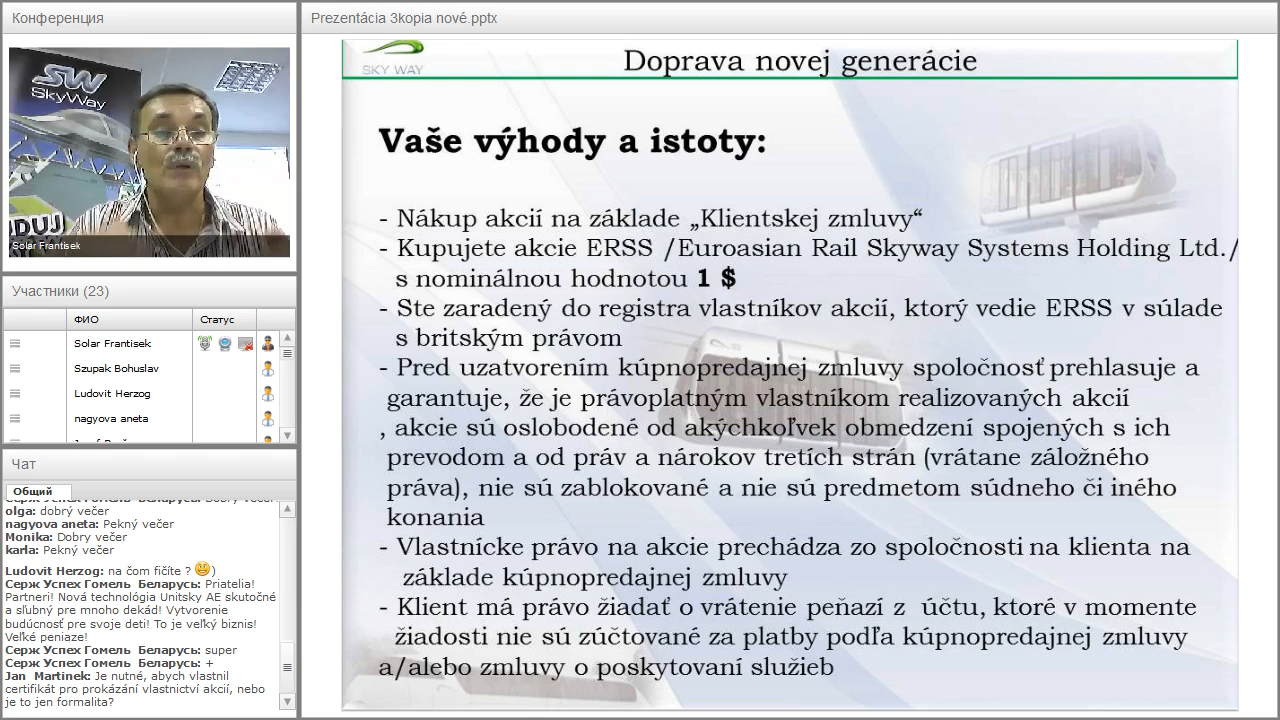 Конференция
SW
SkyWay
DUJ
Solar Frantisek
Участники (23)
ФИО
Статус
Solar Frantisek
Szupak Bohuslav
Ludovit Herzog
nagyova aneta
Чат
Общий
Серж Успех Гомель Беларусь: Dobrý večer
olga: dobrý večer
nagyova aneta: Pekný večer
Monika: Dobry večer
karla: Pekný večer
Ludovit Herzog: na čom fičíte ? )
Серж Успех Гомель Беларусь: Priatelia!
Partneri! Nová technológia Unitsky AE skutočné
a sľubný pre mnoho dekád! Vytvorenie
budúcnosť pre svoje deti! To je veľký biznis!
Veľké peniaze!
Серж Успех Гомель Беларусь: super
Серж Успех Гомель Беларусь: +
Jan Martinek: Je nutné, abych vlastnil
certifikát pro prokázání vlastnictví akcií, nebo
je to jen formalita?
Prezentácia 3kopia nové.pptx
SKY WAY
Doprava novej generácie
Vaše výhody a istoty:
- Nákup akcií na základe „Klientskej zmluvy“
- Kupujete akcie ERSS /Euroasian Rail Skyway Systems Holding Ltd./
s nominálnou hodnotou 1 $
- Ste zaradený do registra vlastníkov akcií, ktorý vedie ERSS v súlade
s britským právom
- Pred uzatvorením kúpnopredajnej zmluvy spoločnosť prehlasuje a
garantuje, že je právoplatným vlastníkom realizovaných akcií
, akcie sú oslobodené od akýchkoľvek obmedzení spojených s ich
prevodom a od práv a nárokov tretích strán (vrátane záložného
práva), nie sú zablokované a nie sú predmetom súdneho či iného
konania
- Vlastnícke právo na akcie prechádza zo spoločnosti na klienta na
základe kúpnopredajnej zmluvy
- Klient má právo žiadať o vrátenie peňazí z účtu, ktoré v momente
žiadosti nie sú zúčtované za platby podľa kúpnopredajnej zmluvy
a/alebo zmluvy o poskytovaní služieb